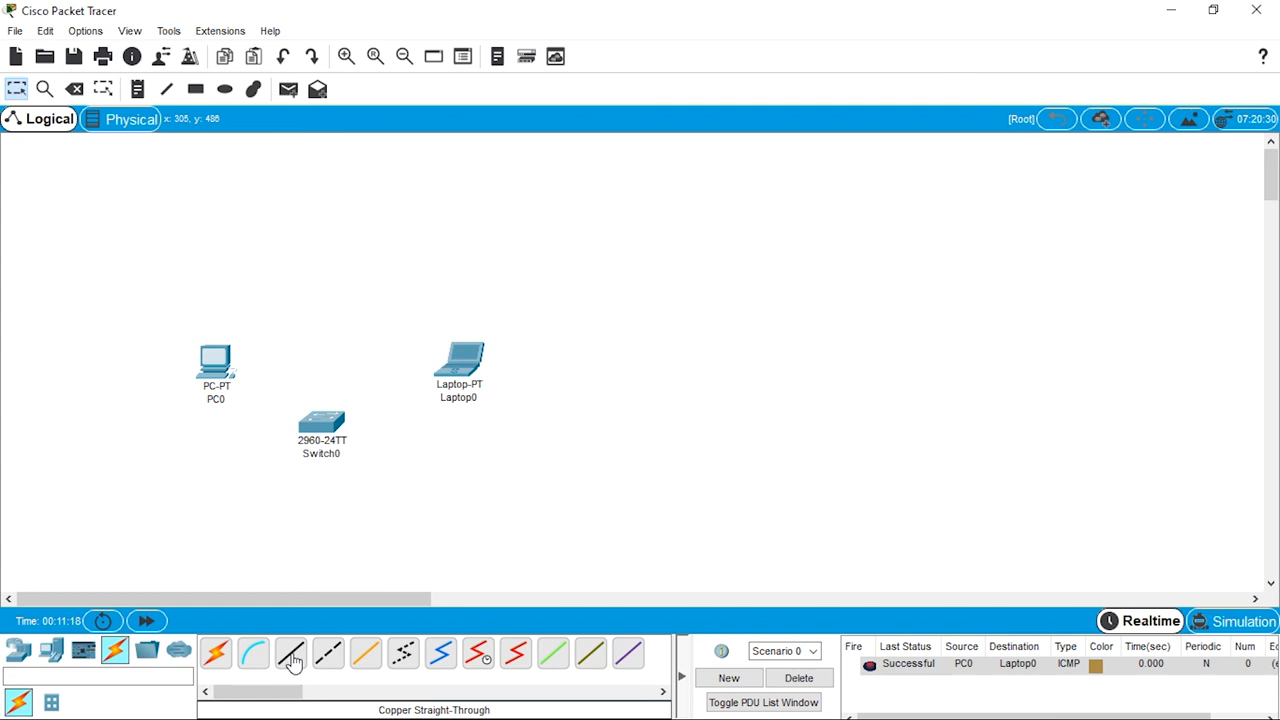 Cisco Packet Tracer
File Edit Options View Tools Extensions Help
?
Logical Physical x: 305, y: 486 [Root] 07:20:30
PC-PT
PC0
Laptop-PT
Laptop0
2960-24TT
Switch0
Time: 00:11:18 Realtime Simulation
Scenario 0
New Delete
Toggle PDU List Window
Fire Last Status Source Destination Type Color Time(sec) Periodic Num
Successful PC0 Laptop0 ICMP 0.000 N 0
Copper Straight-Through